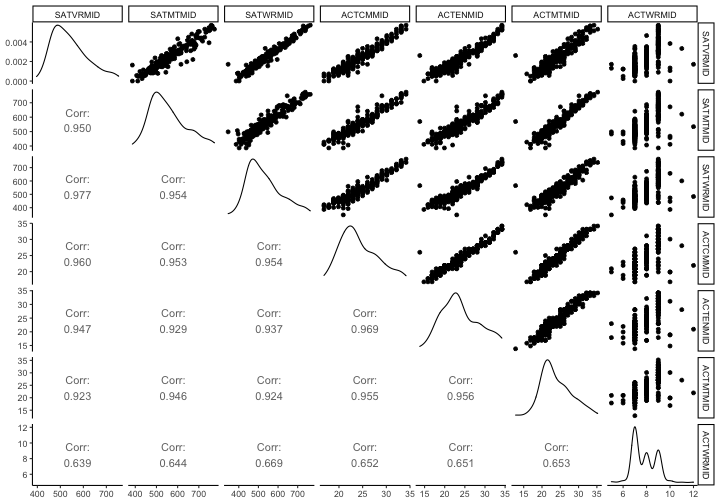 SATVRMID SATMTMID SATWRMID ACTCMMID ACTENMID ACTMTMID ACTWRMID
0.004
0.002
0.000
SATVRMID
700
600
500
400
Corr:
0.950
SATMTMID
700
600
500
400
Corr: Corr:
0.977 0.954
SATWRMID
35
30
25
20
Corr: Corr: Corr:
0.960 0.953 0.954
ACTCMMID
35
30
25
20
15
Corr: Corr: Corr: Corr:
0.947 0.929 0.937 0.969
ACTENMID
35
30
25
20
15
Corr: Corr: Corr: Corr: Corr:
0.923 0.946 0.924 0.955 0.956
ACTMTMID
12
10
8
6
Corr: Corr: Corr: Corr: Corr: Corr:
0.639 0.644 0.669 0.652 0.651 0.653
ACTWRMID
400 500 600 700 400 500 600 700 400 500 600 700 20 25 30 35 15 20 25 30 35 15 20 25 30 35 6 8 10 12